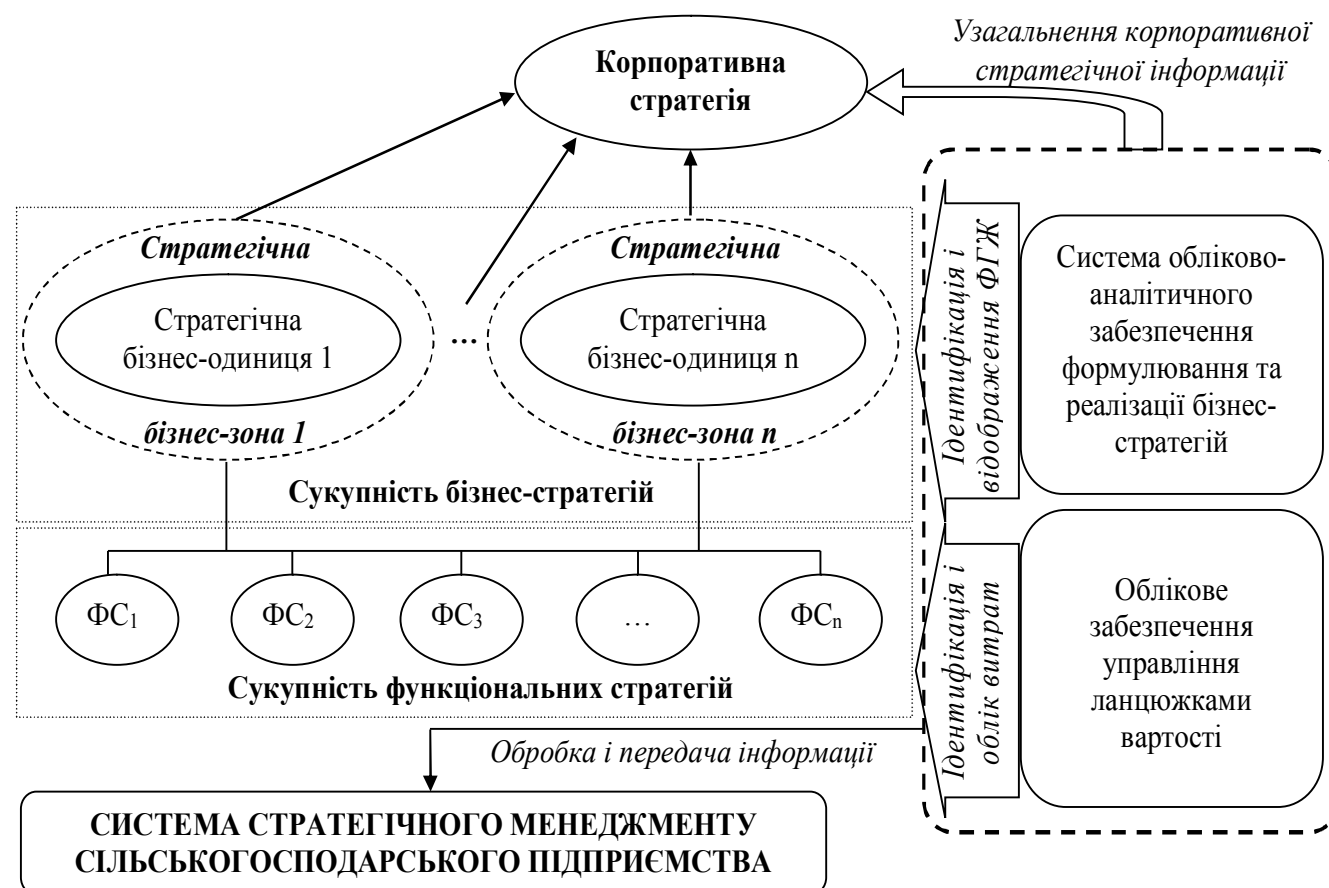 Узагальнення корпоративної
стратегічної інформації
Корпоративна
стратегія
Стратегічна
Стратегічна
бізнес-одиниця 1
бізнес-зона 1
...
Стратегічна
Стратегічна
бізнес-одиниця n
бізнес-зона n
Сукупність бізнес-стратегій
Ідентифікація і
відображення ФГЖ
Система обліково-
аналітичного
забезпечення
формулювання та
реалізації бізнес-
стратегій
ФС1
ФС2
ФС3
…
ФСn
Сукупність функціональних стратегій
Ідентифікація і
облік витрат
Облікове
забезпечення
управління
ланцюжками
вартості
Обробка і передача інформації
СИСТЕМА СТРАТЕГІЧНОГО МЕНЕДЖМЕНТУ
СІЛЬСЬКОГОСПОДАРСЬКОГО ПІДПРИЄМСТВА